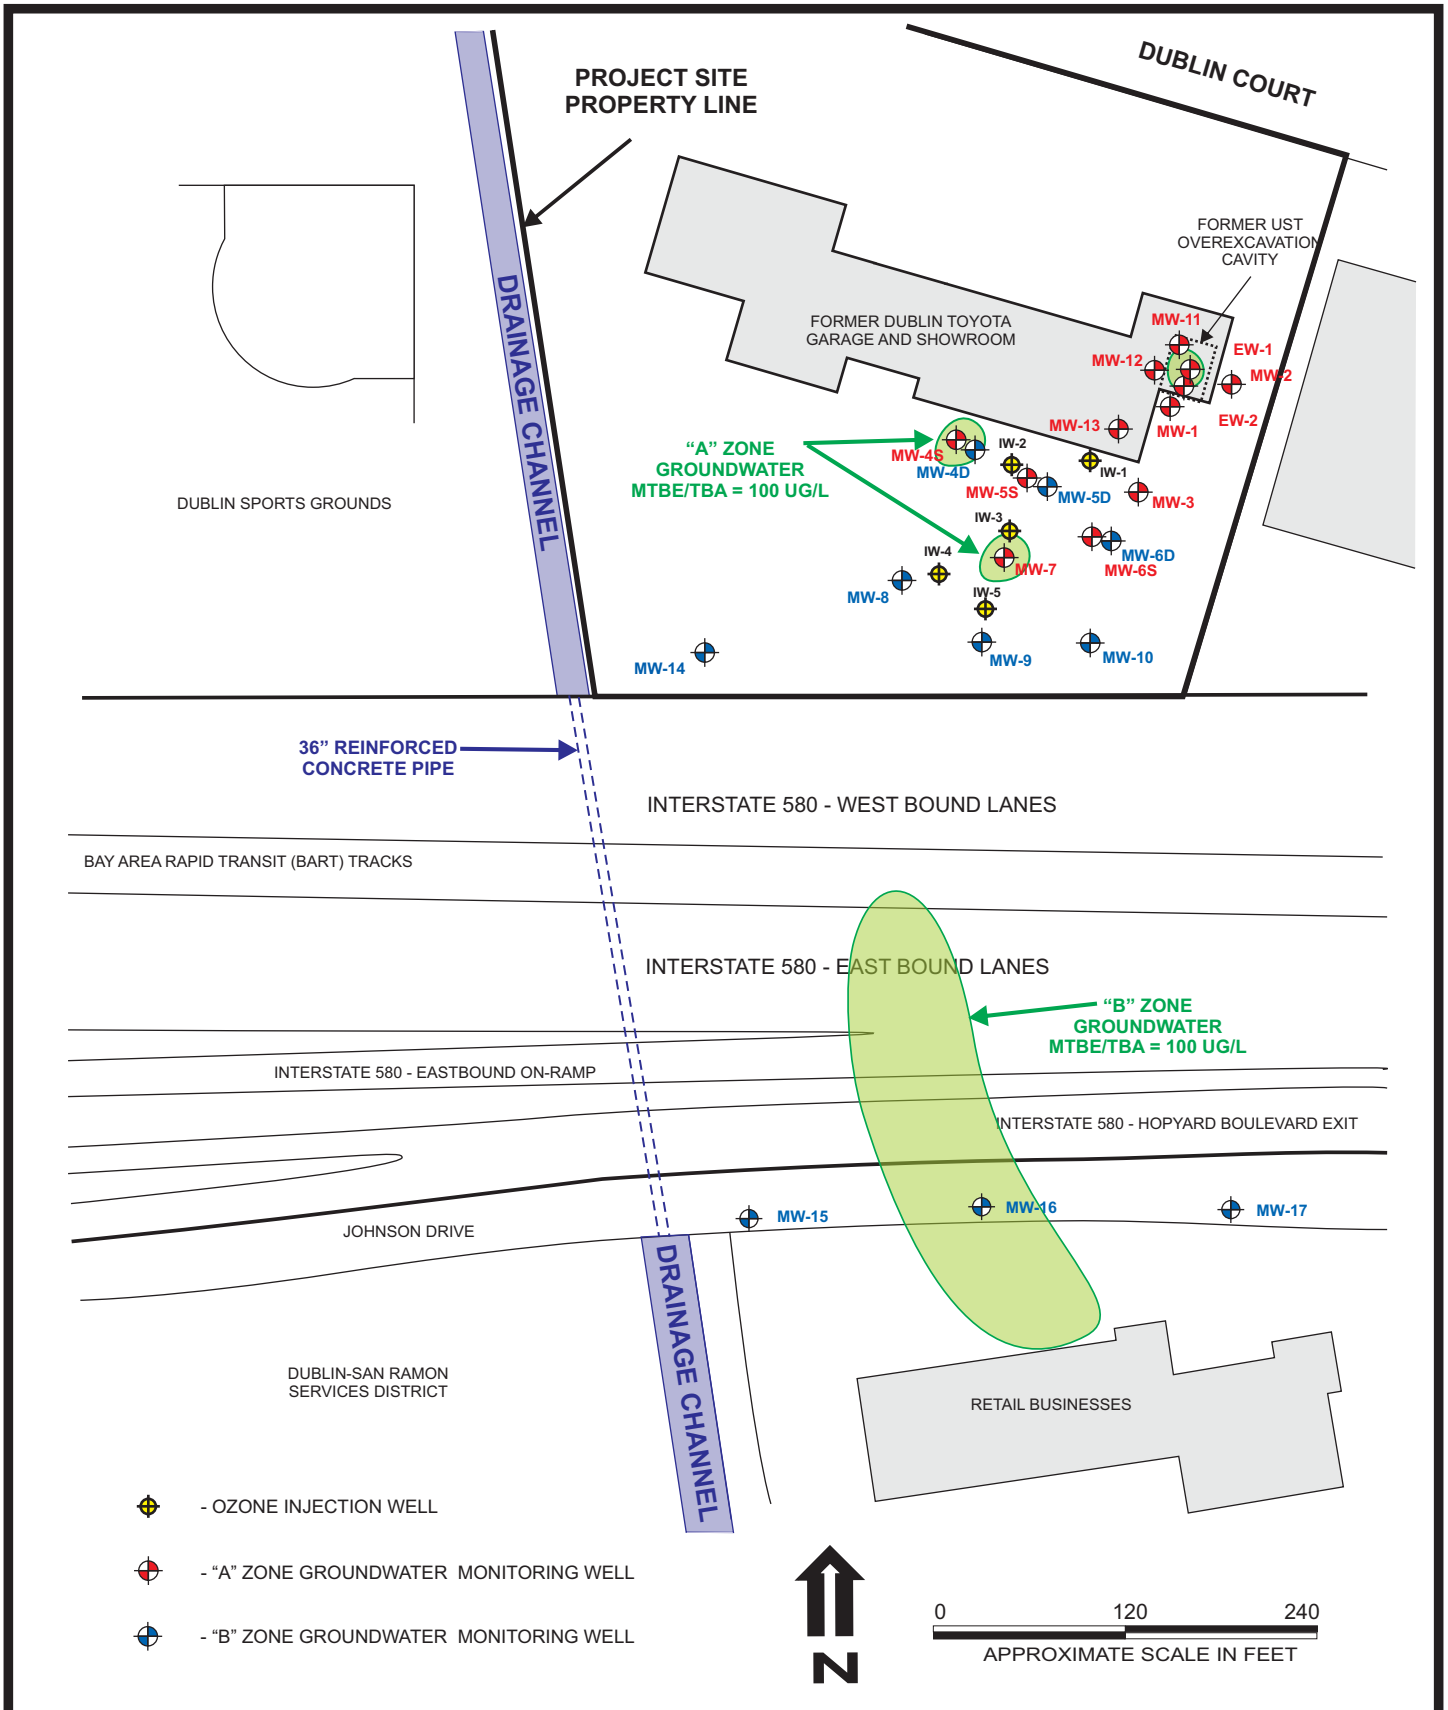 DUBLIN COURT
PROJECT SITE
PROPERTY LINE
FORMER UST
OVEREXCAVATION
CAVITY
DRAINAGE CHANNEL
FORMER DUBLIN TOYOTA
GARAGE AND SHOWROOM
MW-11
EW-1
MW-12
MW-2
EW-2
MW-1
MW-13
"A" ZONE
GROUNDWATER
MTBE/TBA = 100 UG/L
MW-4S
MW-4D
IW-2
IW-1
MW-5S
MW-5D
MW-3
DUBLIN SPORTS GROUNDS
IW-3
IW-4
MW-7
MW-6D
MW-6S
MW-8
IW-5
MW-9
MW-10
MW-14
36" REINFORCED
CONCRETE PIPE
INTERSTATE 580 - WEST BOUND LANES
BAY AREA RAPID TRANSIT (BART) TRACKS
INTERSTATE 580 - EAST BOUND LANES
"B" ZONE
GROUNDWATER
MTBE/TBA = 100 UG/L
INTERSTATE 580 - EASTBOUND ON-RAMP
INTERSTATE 580 - HOPYARD BOULEVARD EXIT
MW-15
MW-16
MW-17
JOHNSON DRIVE
DRAINAGE CHANNEL
DUBLIN-SAN RAMON
SERVICES DISTRICT
RETAIL BUSINESSES
- OZONE INJECTION WELL
- "A" ZONE GROUNDWATER MONITORING WELL
- "B" ZONE GROUNDWATER MONITORING WELL
N
0 120 240
APPROXIMATE SCALE IN FEET